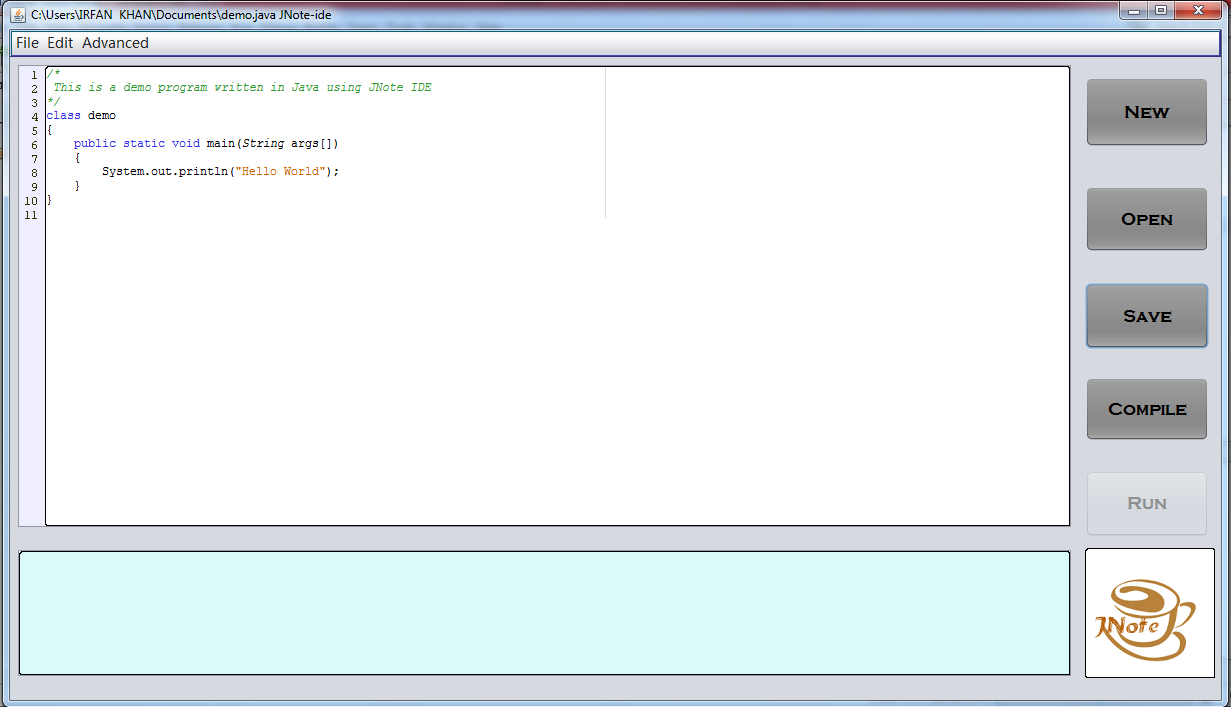 C:\Users\IRFAN  KHAN\Documents\demo.java JNote-ide
File Edit Advanced
1 /*
2  This is a demo program written in Java using JNote IDE
3 */
4 class demo
5 {
6     public static void main(String args[])
7     {
8         System.out.println("Hello World");
9     }
10 }
11
New
Open
Save
Compile
Run
JNote